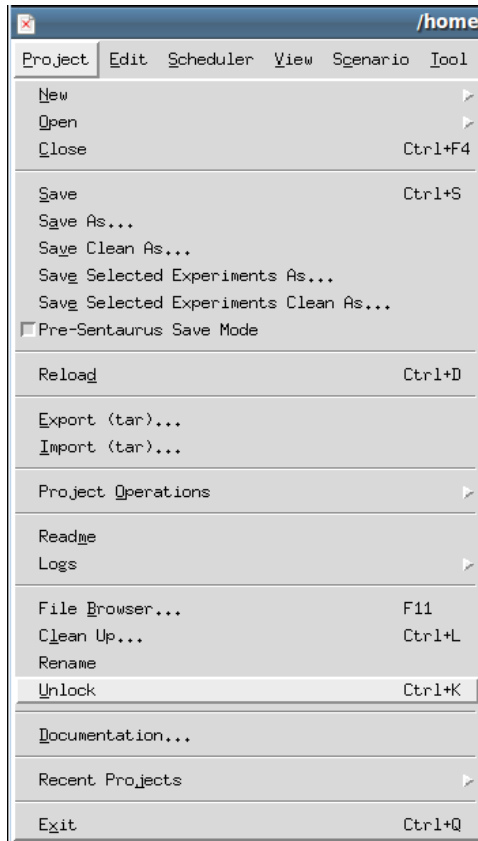 /home
Project Edit Scheduler View Scenario Tool
New
Open
Close Ctrl+F4
Save Ctrl+S
Save As...
Save Clean As...
Save Selected Experiments As...
Save Selected Experiments Clean As...
Pre-Sentaurus Save Mode
Reload Ctrl+D
Export (tar)...
Import (tar)...
Project Operations
Readme
Logs
File Browser... F11
Clean Up... Ctrl+L
Rename
Unlock Ctrl+K
Documentation...
Recent Projects
Exit Ctrl+Q